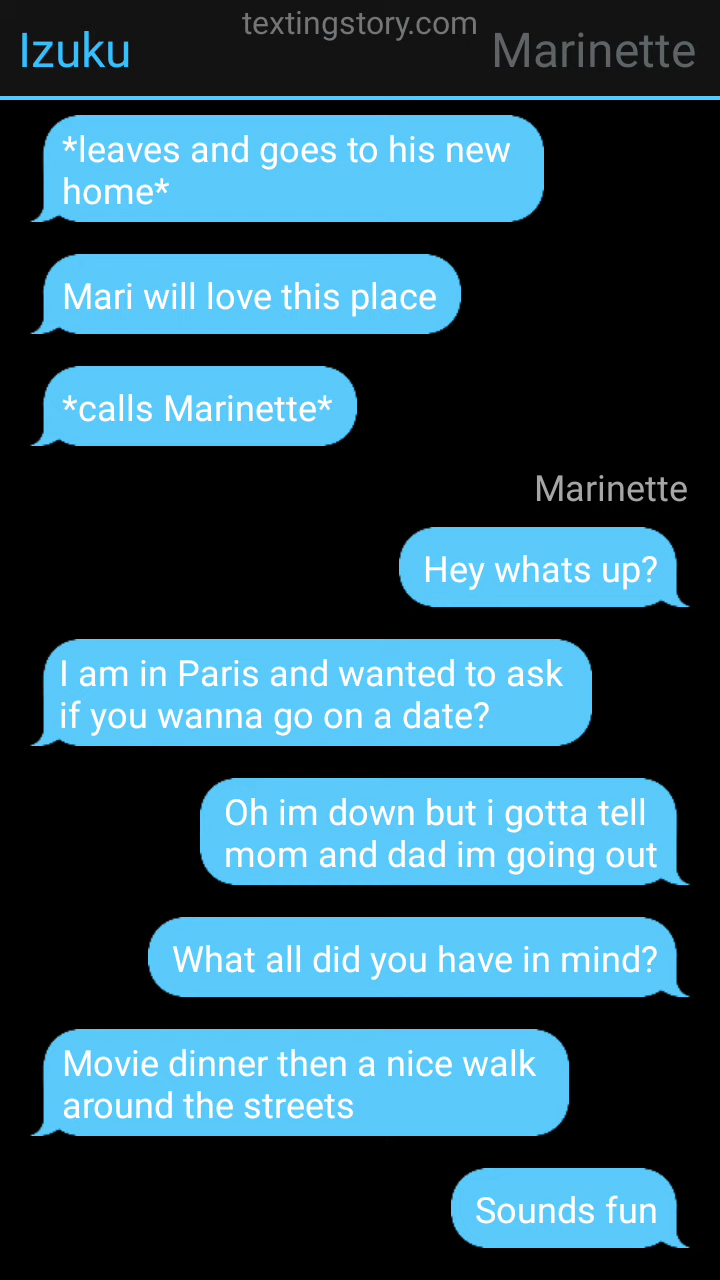 textingstory.com
Izuku
Marinette
*leaves and goes to his new
home*
Mari will love this place
*calls Marinette*
Marinette
Hey whats up?
I am in Paris and wanted to ask
if you wanna go on a date?
Oh im down but i gotta tell
mom and dad im going out
What all did you have in mind?
Movie dinner then a nice walk
around the streets
Sounds fun